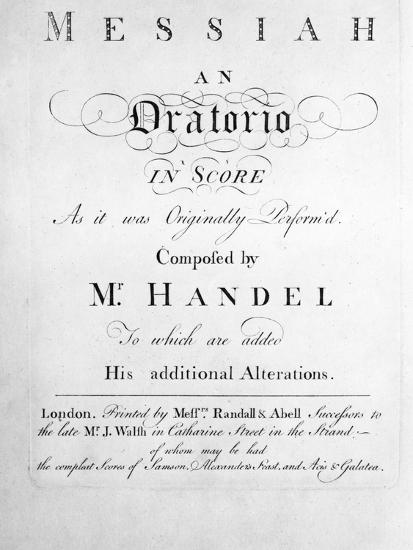 MESSIAH
AN
Oratorio
IN SCORE
As it was Originally Perform'd.
Compoſed by
Mr. HANDEL
To which are added
His additional Alterations.
London. Printed by Meſſrs. Randall & Abell Succeſſors to
the late Mr. J. Walſh in Catharine Street in the Strand
of whom may be had
the compleat Scores of Samson, Alexander's Feast, and Acis & Galatea.